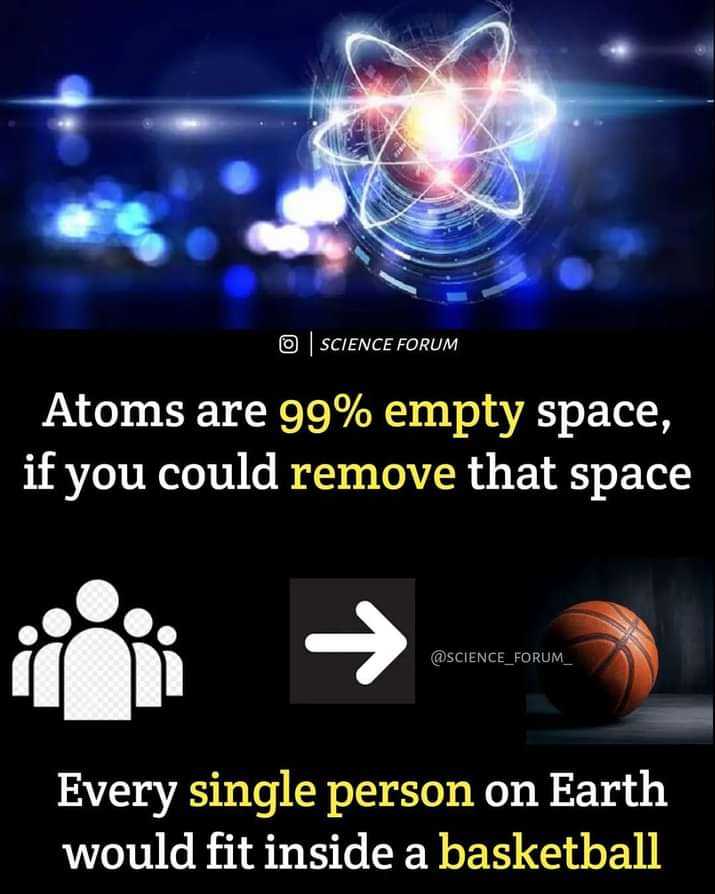 SCIENCE FORUM
Atoms are 99% empty space,
if you could remove that space
@SCIENCE_FORUM_
Every single person on Earth
would fit inside a basketball